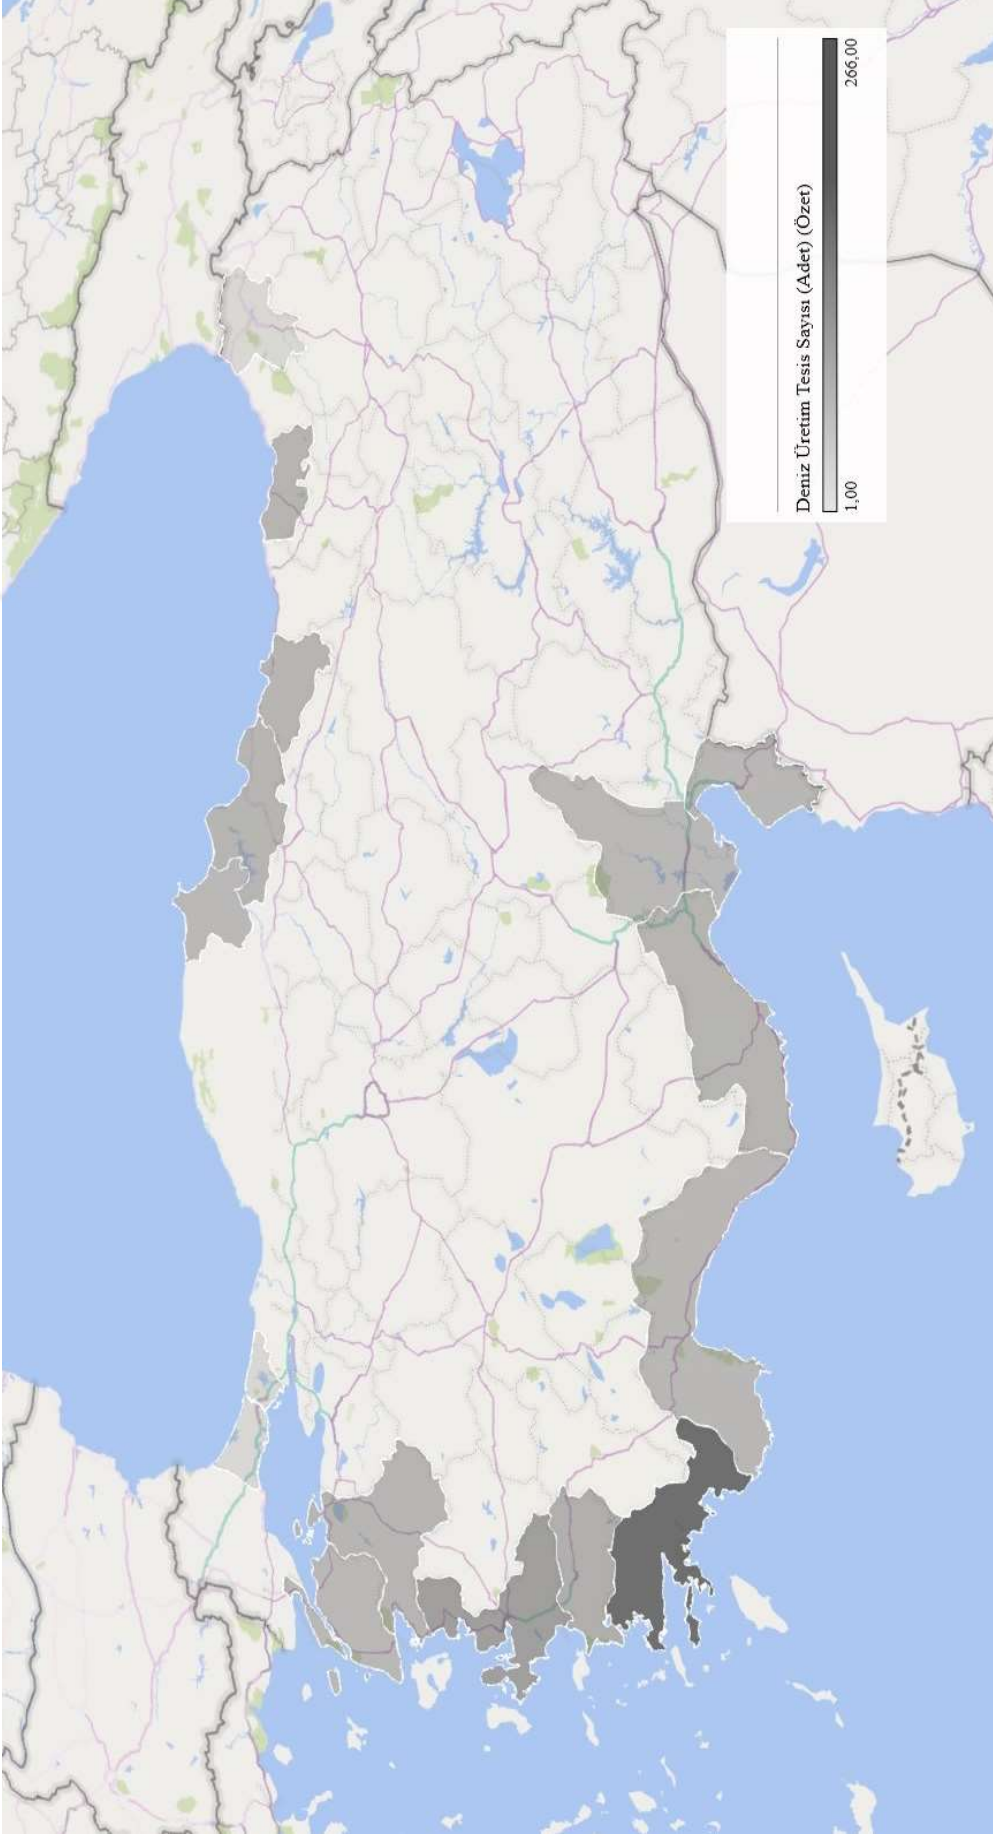 Deniz Üretim Tesis Sayısı (Adet) (Özet)
1,00 266,00